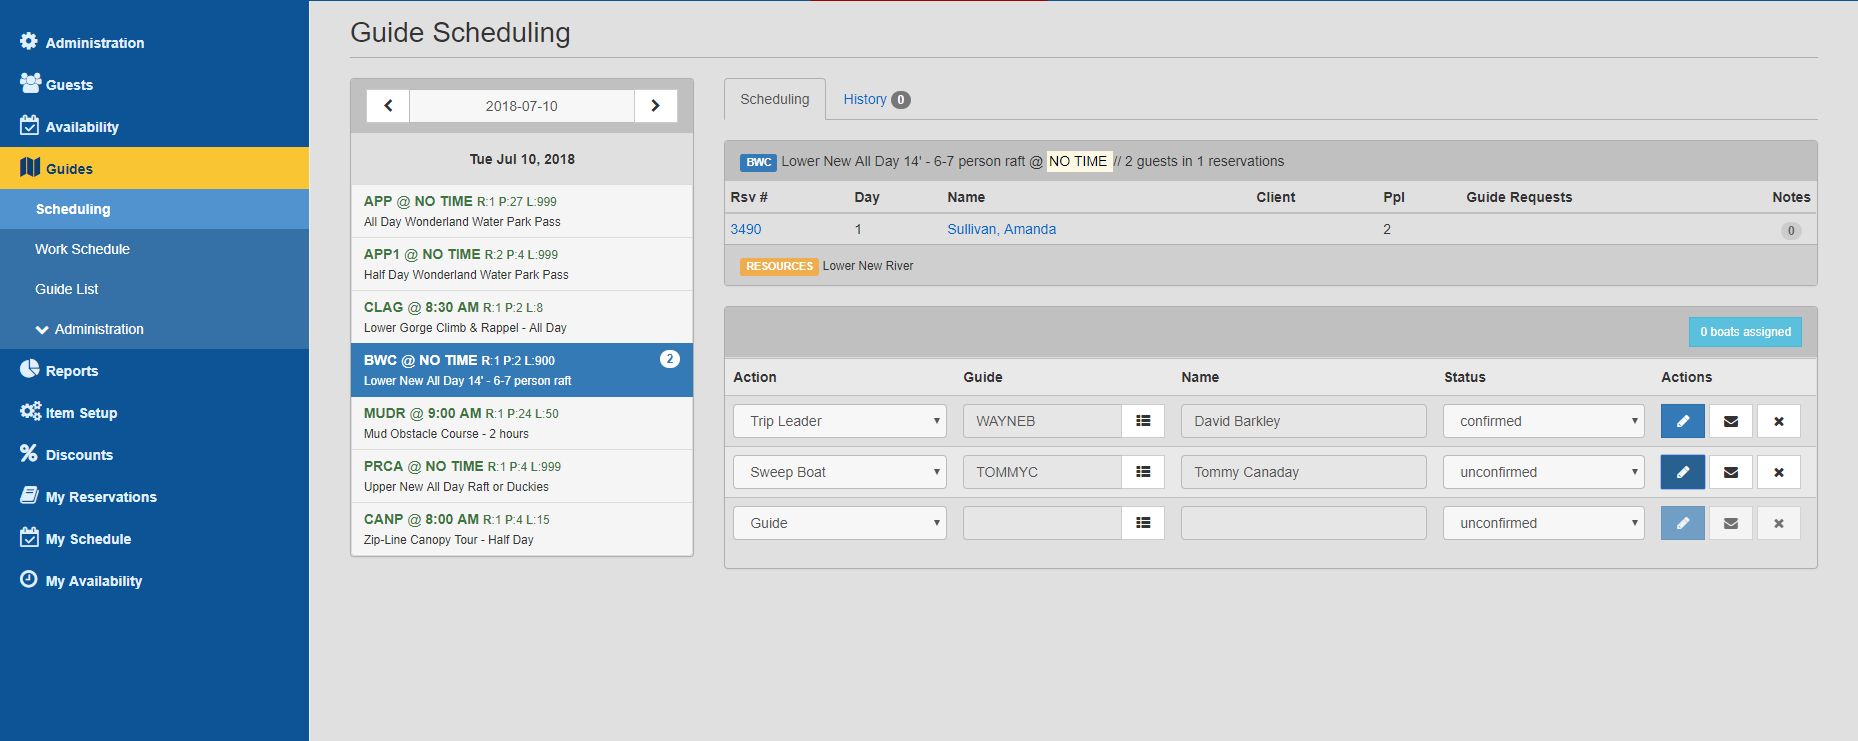 Administration
Guests
Availability
Guides
Scheduling
Work Schedule
Guide List
Administration
Reports
Item Setup
Discounts
My Reservations
My Schedule
My Availability
Guide Scheduling
2018-07-10
Tue Jul 10, 2018
APP @ NO TIME R:1 P:27 L:999
All Day Wonderland Water Park Pass
APP1 @ NO TIME R:2 P:4 L:999
Half Day Wonderland Water Park Pass
CLAG @ 8:30 AM R:1 P:2 L:8
Lower Gorge Climb & Rappel - All Day
BWC @ NO TIME R:1 P:2 L:900 2
Lower New All Day 14' - 6-7 person raft
MUDR @ 9:00 AM R:1 P:24 L:50
Mud Obstacle Course - 2 hours
PRCA @ NO TIME R:1 P:4 L:999
Upper New All Day Raft or Duckies
CANP @ 8:00 AM R:1 P:4 L:15
Zip-Line Canopy Tour - Half Day
Scheduling History 0
BWC Lower New All Day 14' - 6-7 person raft @ NO TIME // 2 guests in 1 reservations
Rsv # Day Name Client Ppl Guide Requests Notes
3490 1 Sullivan, Amanda 2 0
RESOURCES Lower New River
0 boats assigned
Action Guide Name Status Actions
Trip Leader WAYNEB David Barkley confirmed
Sweep Boat TOMMYC Tommy Canaday unconfirmed
Guide unconfirmed